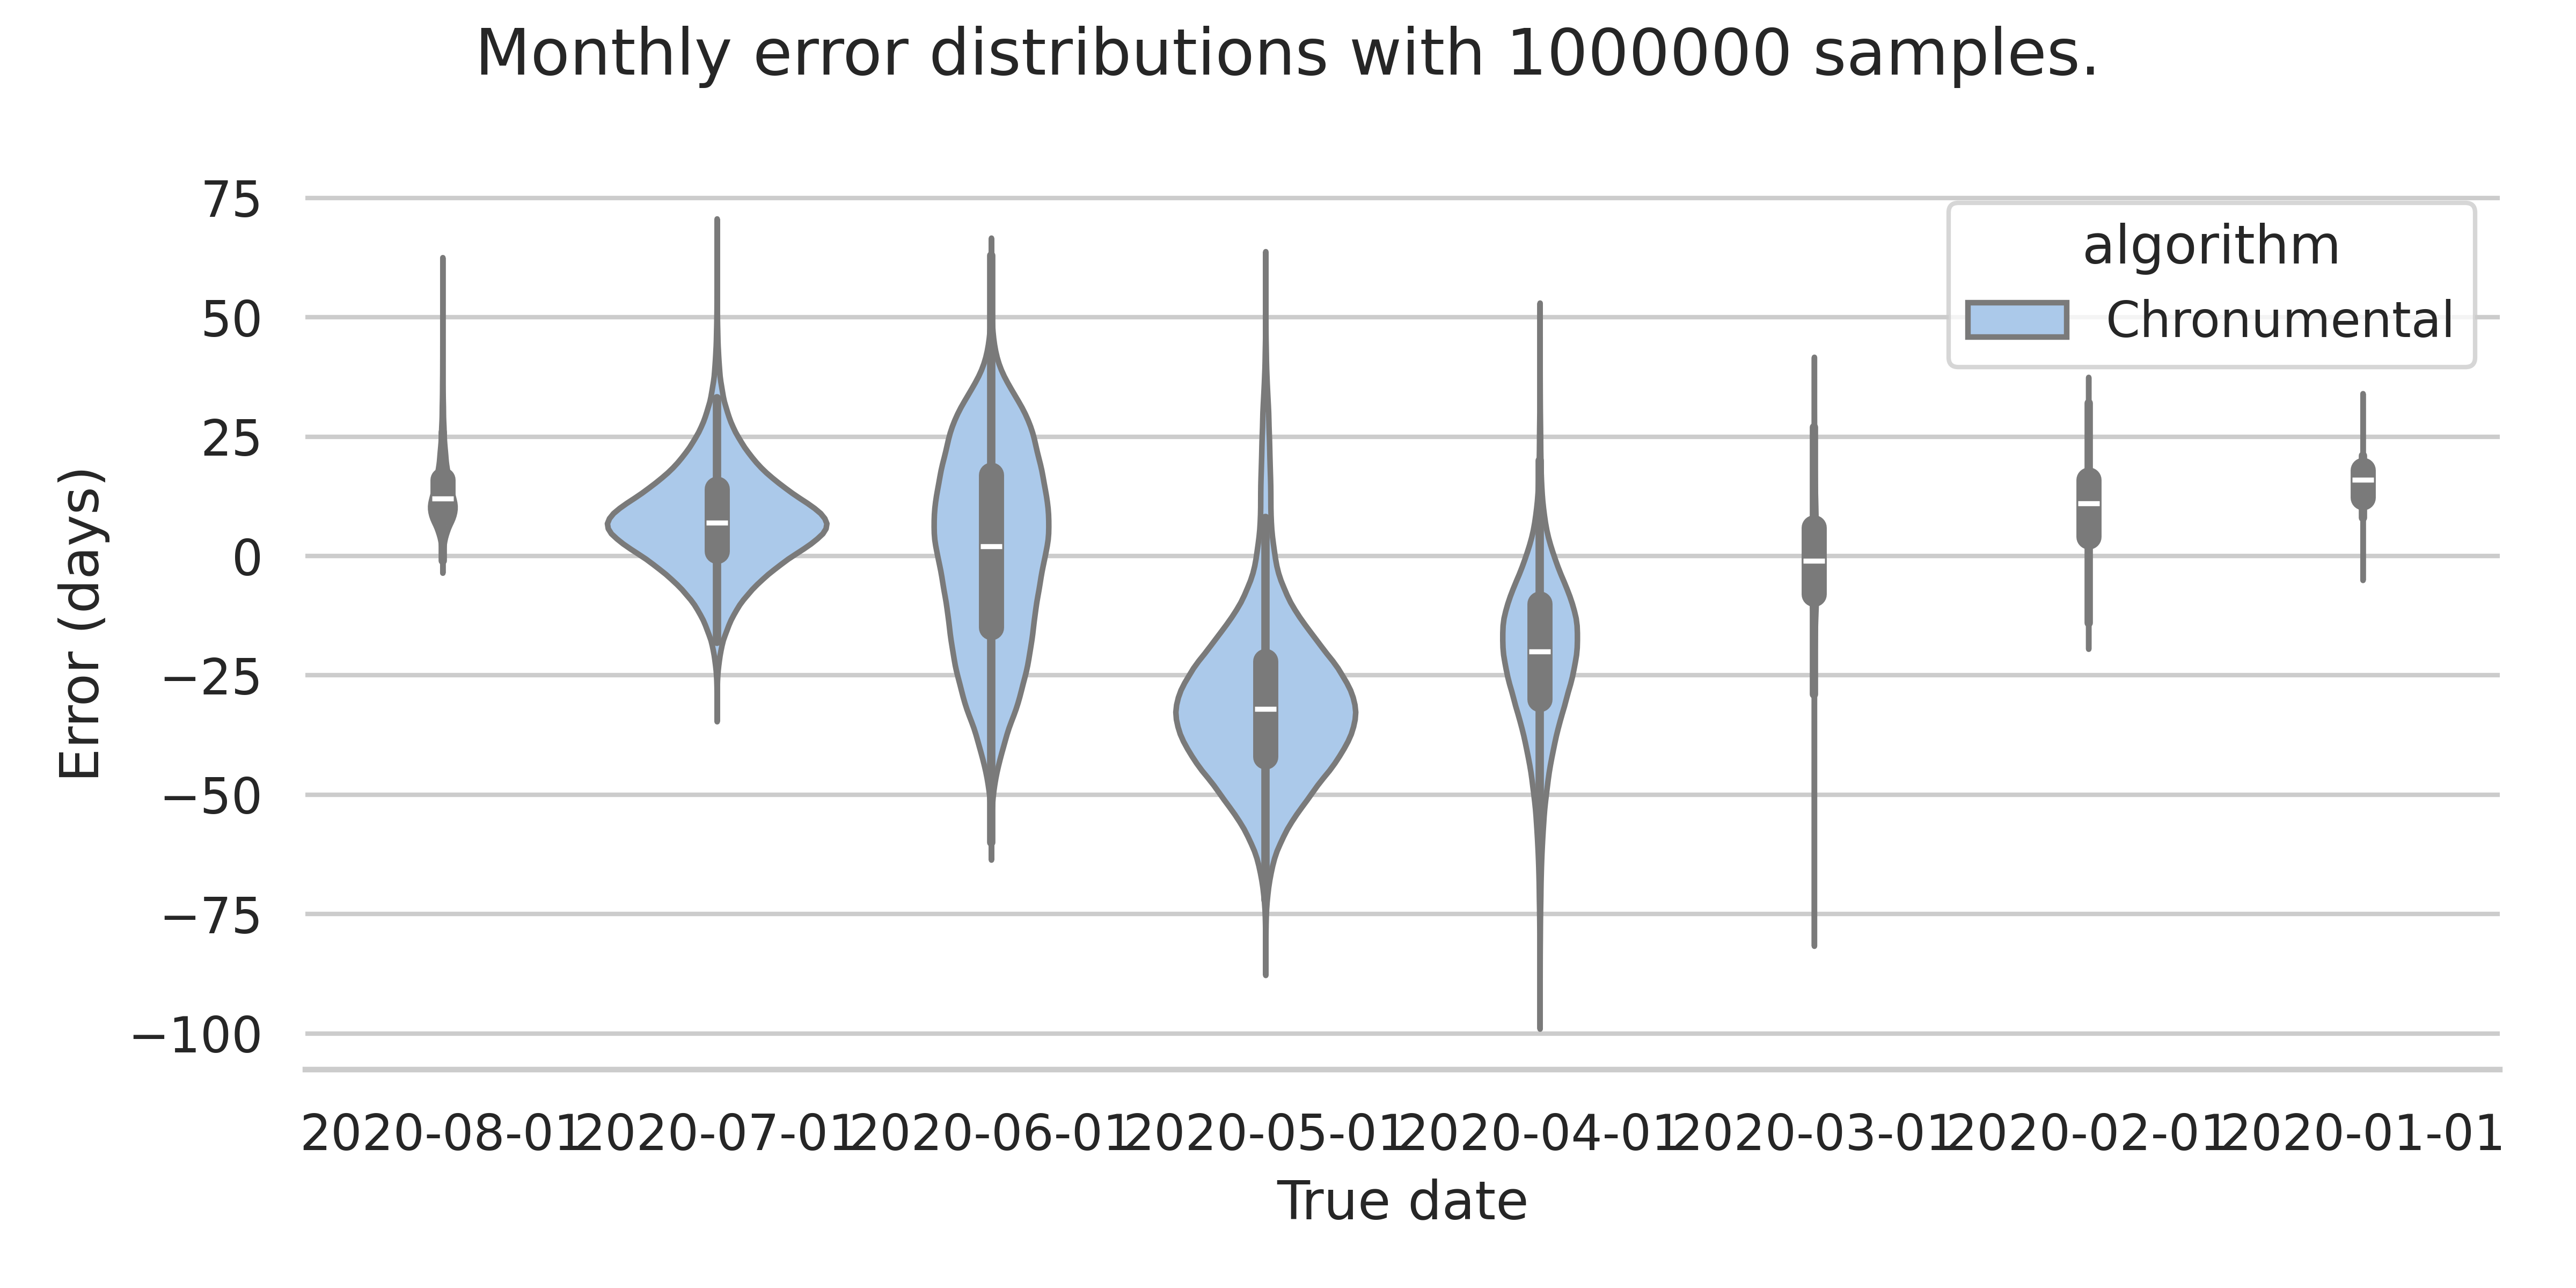 Monthly error distributions with 1000000 samples.
75
50
25
0
−25
−50
−75
−100
Error (days)
algorithm
Chronumental
2020-08-01 2020-07-01 2020-06-01 2020-05-01 2020-04-01 2020-03-01 2020-02-01 2020-01-01
True date